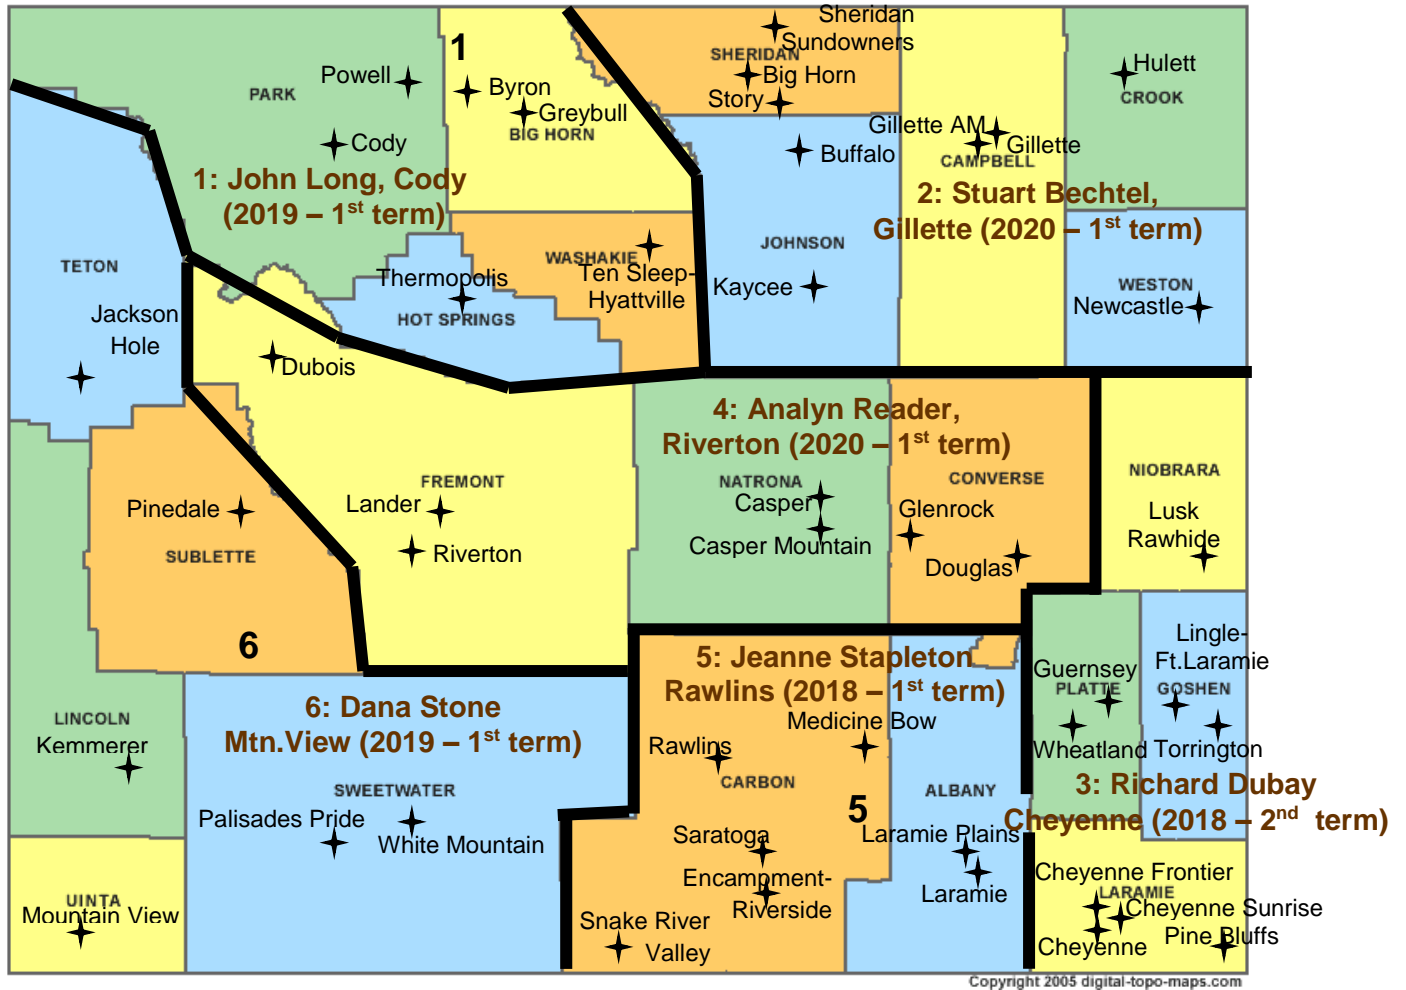 Sheridan
Sundowners
SHERIDAN
Big Horn
Story
1
Powell
PARK
Byron
Greybull
BIG HORN
Cody
Hulett
CROOK
Gillette AM
Gillette
CAMPBELL
Buffalo
1: John Long, Cody
(2019 – 1st term)
2: Stuart Bechtel,
Gillette (2020 – 1st term)
JOHNSON
Kaycee
WESTON
Newcastle
TETON
Jackson
Hole
WASHAKIE
Ten Sleep-
Hyattville
Thermopolis
HOT SPRINGS
Dubois
4: Analyn Reader,
Riverton (2020 – 1st term)
FREMONT
Lander
Riverton
NATRONA
Casper
Casper Mountain
CONVERSE
Glenrock
Douglas
NIOBRARA
Lusk
Rawhide
Pinedale
SUBLETTE
6
5: Jeanne Stapleton
Rawlins (2018 – 1st term)
Medicine Bow
Rawlins
CARBON
5
ALBANY
Guernsey
PLATTE
Wheatland
Lingle-
Ft.Laramie
GOSHEN
Torrington
LINCOLN
Kemmerer
6: Dana Stone
Mtn.View (2019 – 1st term)
SWEETWATER
Palisades Pride
White Mountain
3: Richard Dubay
Cheyenne (2018 – 2nd term)
Saratoga
Encampment-
Riverside
Snake River
Valley
Laramie Plains
Laramie
UINTA
Mountain View
Cheyenne Frontier
LARAMIE
Cheyenne Sunrise
Cheyenne
Pine Bluffs
Copyright 2005 digital-topo-maps.com